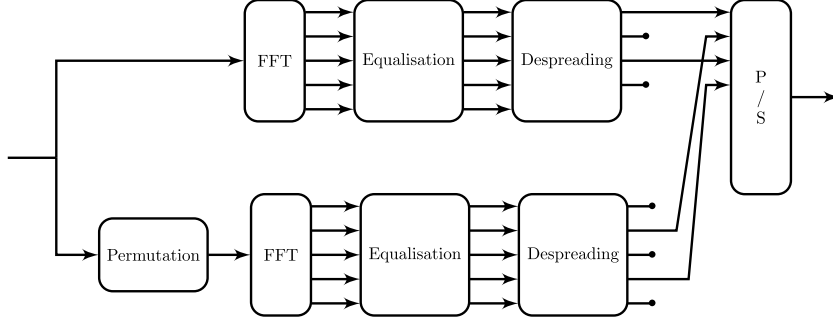 FFT
Equalisation
Despreading
P
/
S
Permutation
FFT
Equalisation
Despreading